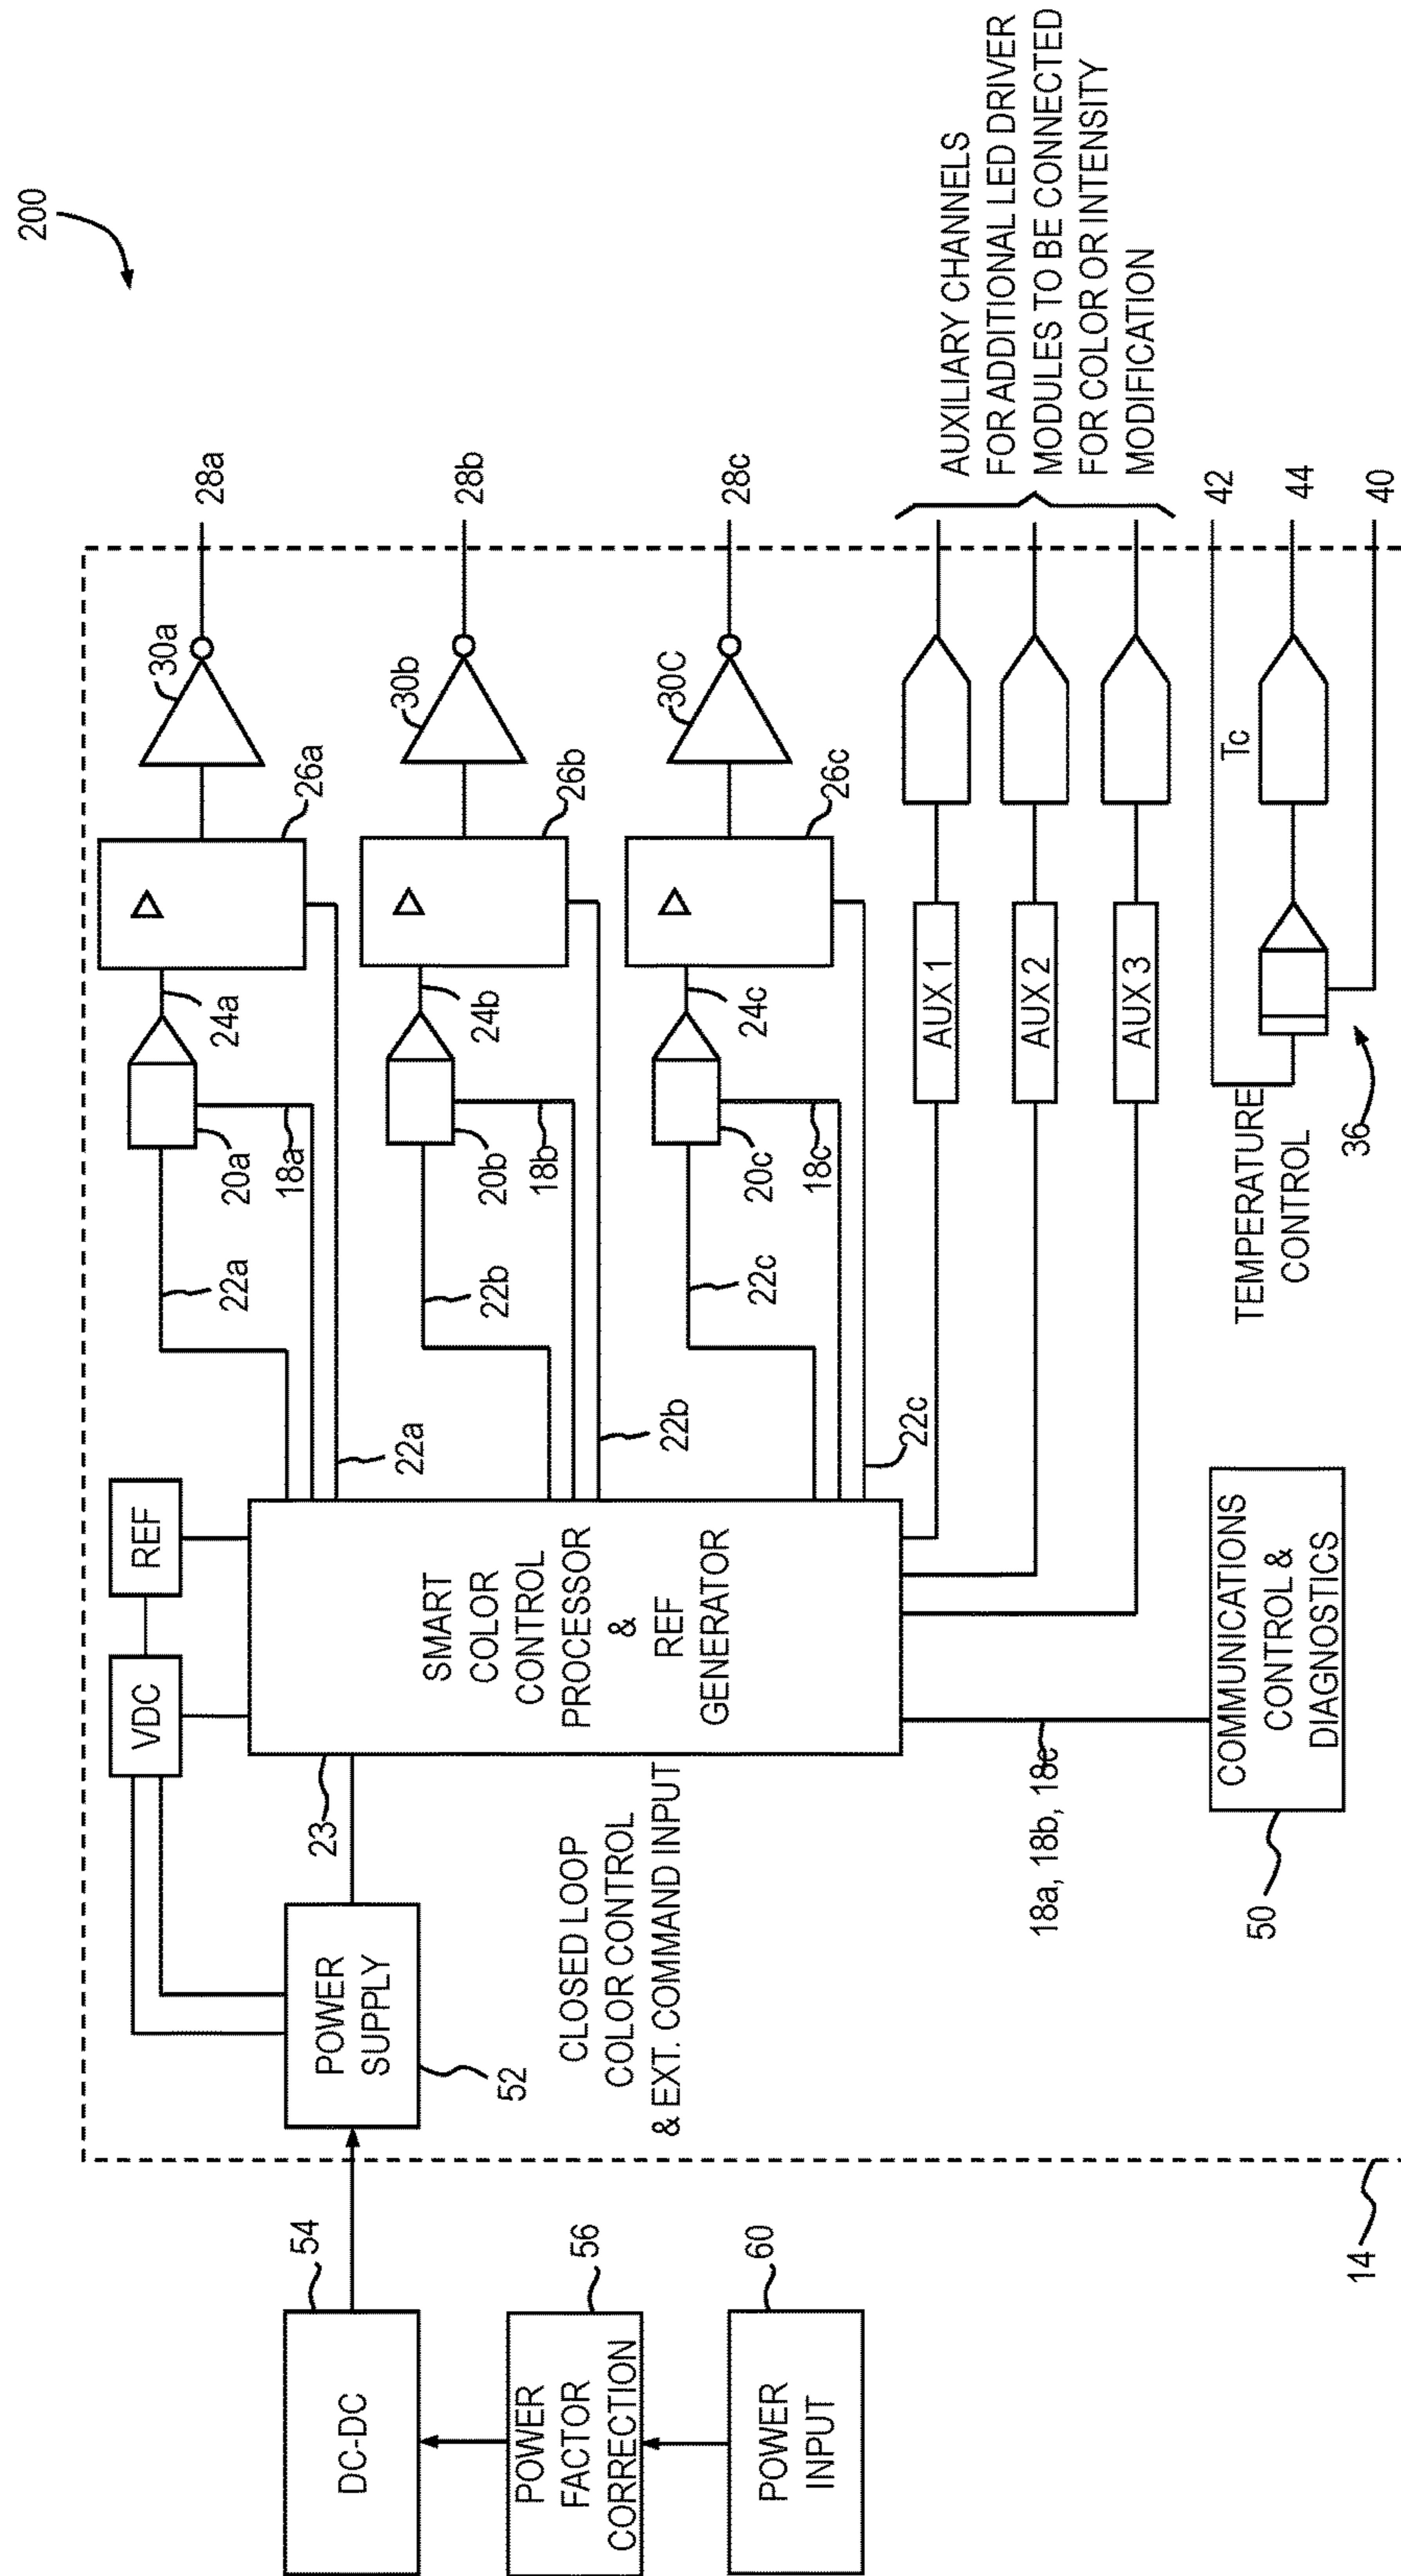 200
28a
28b
28c
AUXILIARY CHANNELS
FOR ADDITIONAL LED DRIVER
MODULES TO BE CONNECTED
FOR COLOR OR INTENSITY
MODIFICATION
42
44
40
30a
30b
30C
26a
26b
26c
24a
24b
24c
20a
20b
20c
18a
18b
18c
22a
22b
22c
22a
22b
22c
AUX 1
AUX 2
AUX 3
Tc
36
TEMPERATURE
CONTROL
REF
VDC
SMART
COLOR
CONTROL
PROCESSOR
&
REF
GENERATOR
23
POWER
SUPPLY
52
CLOSED LOOP
COLOR CONTROL
& EXT. COMMAND INPUT
18a, 18b, 18c
COMMUNICATIONS
CONTROL &
DIAGNOSTICS
50
54
DC-DC
56
POWER
FACTOR
CORRECTION
60
POWER
INPUT
14